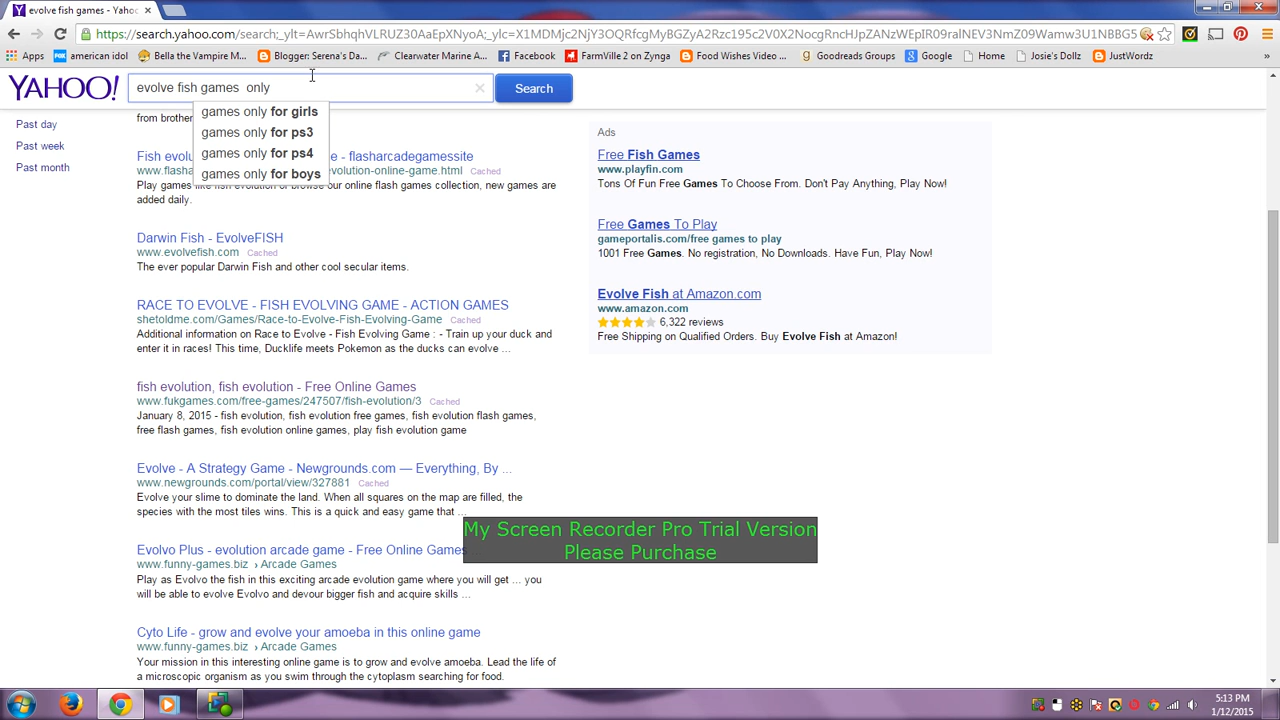 evolve fish games - Yahoo
https://search.yahoo.com/search;_ylt=
american idol
Apps
Bella the Vampire M...
Blogger: Serena's Da...
Clearwater Marine A...
Facebook
FarmVille 2 on Zynga
Food Wishes Video ...
Goodreads Groups
Home
Josie's Dollz
JustWordz
YAHOO!
evolve fish games  only
Search
games only for girls
games only for ps3
games only for ps4
games only for boys
Past day
Past week
Past month
from brother
Fish evolu
e - flasharcadegamessite
www.flasha
volution-online-game.html Cached
Play games like fish evolution or browse our online flash games collection, new games are
added daily.
Darwin Fish - EvolveFISH
www.evolvefish.com Cached
The ever popular Darwin Fish and other cool secular items.
RACE TO EVOLVE - FISH EVOLVING GAME - ACTION GAMES
shetoldme.com/Games/Race-to-Evolve-Fish-Evolving-Game Cached
Additional information on Race to Evolve - Fish Evolving Game : - Train up your duck and
enter it in races! This time, Ducklife meets Pokemon as the ducks can evolve ...
fish evolution, fish evolution - Free Online Games
www.fukgames.com/free-games/247507/fish-evolution/3 Cached
January 8, 2015 - fish evolution, fish evolution free games, fish evolution flash games,
free flash games, fish evolution online games, play fish evolution game
Evolve - A Strategy Game - Newgrounds.com — Everything, By ...
www.newgrounds.com/portal/view/327881 Cached
Evolve your slime to dominate the land. When all squares on the map are filled, the
species with the most tiles wins. This is a quick and easy game that ...
Evolvo Plus - evolution arcade game - Free Online Games ...
www.funny-games.biz › Arcade Games
Play as Evolvo the fish in this exciting arcade evolution game where you will get ... you
will be able to evolve Evolvo and devour bigger fish and acquire skills ...
Cyto Life - grow and evolve your amoeba in this online game
www.funny-games.biz › Arcade Games
Your mission in this interesting online game is to grow and evolve amoeba. Lead the life of
a microscopic organism as you swim through the cytoplasm searching for food.
Ads
Free Fish Games
www.playfin.com
Tons Of Fun Free Games To Choose From. Don't Pay Anything, Play Now!
Free Games To Play
gameportalis.com/free games to play
1001 Free Games. No registration, No Downloads. Have Fun, Play Now!
Evolve Fish at Amazon.com
www.amazon.com
6,322 reviews
Free Shipping on Qualified Orders. Buy Evolve Fish at Amazon!
My Screen Recorder Pro Trial Version
Please Purchase
5:13 PM
1/12/2015